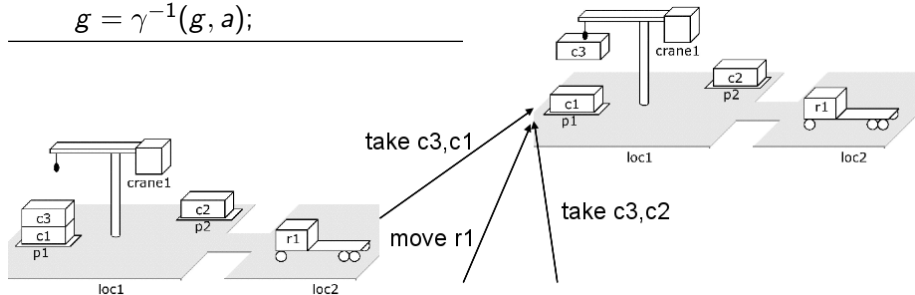 g = γ⁻¹(g, a);
c3
crane1
c1
p1
c2
p2
r1
loc1
loc2
take c3,c1
move r1
take c3,c2
crane1
c3
c1
p1
c2
p2
r1
loc1
loc2